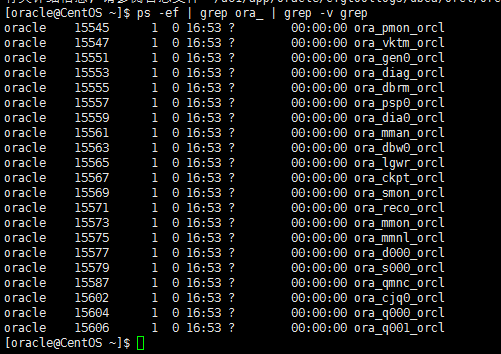 [oracle@CentOS ~]$ ps -ef | grep ora_ | grep -v grep
oracle 15545 1 0 16:53 ? 00:00:00 ora_pmon_orcl
oracle 15547 1 0 16:53 ? 00:00:00 ora_vktm_orcl
oracle 15551 1 0 16:53 ? 00:00:00 ora_gen0_orcl
oracle 15553 1 0 16:53 ? 00:00:00 ora_diag_orcl
oracle 15555 1 0 16:53 ? 00:00:00 ora_dbrm_orcl
oracle 15557 1 0 16:53 ? 00:00:00 ora_psp0_orcl
oracle 15559 1 0 16:53 ? 00:00:00 ora_dia0_orcl
oracle 15561 1 0 16:53 ? 00:00:00 ora_mman_orcl
oracle 15563 1 0 16:53 ? 00:00:00 ora_dbw0_orcl
oracle 15565 1 0 16:53 ? 00:00:00 ora_lgwr_orcl
oracle 15567 1 0 16:53 ? 00:00:00 ora_ckpt_orcl
oracle 15569 1 0 16:53 ? 00:00:00 ora_smon_orcl
oracle 15571 1 0 16:53 ? 00:00:00 ora_reco_orcl
oracle 15573 1 0 16:53 ? 00:00:00 ora_mmon_orcl
oracle 15575 1 0 16:53 ? 00:00:00 ora_mmnl_orcl
oracle 15577 1 0 16:53 ? 00:00:00 ora_d000_orcl
oracle 15579 1 0 16:53 ? 00:00:00 ora_s000_orcl
oracle 15587 1 0 16:53 ? 00:00:00 ora_qmnc_orcl
oracle 15602 1 0 16:53 ? 00:00:00 ora_cjq0_orcl
oracle 15604 1 0 16:53 ? 00:00:00 ora_q000_orcl
oracle 15606 1 0 16:53 ? 00:00:00 ora_q001_orcl
[oracle@CentOS ~]$